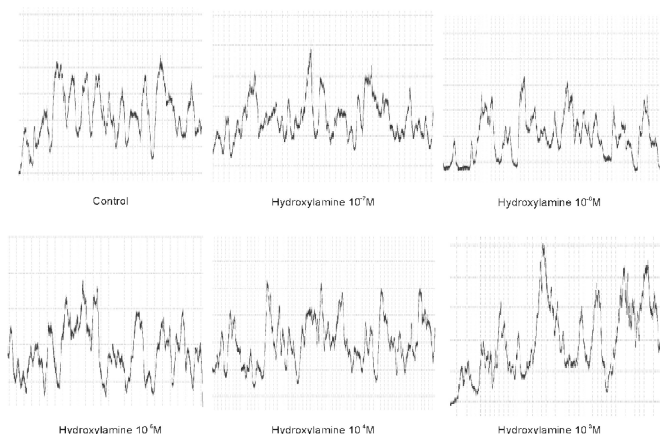 Control
Hydroxylamine 10⁻⁷M
Hydroxylamine 10⁻⁶M
Hydroxylamine 10⁻⁵M
Hydroxylamine 10⁻⁴M
Hydroxylamine 10⁻³M